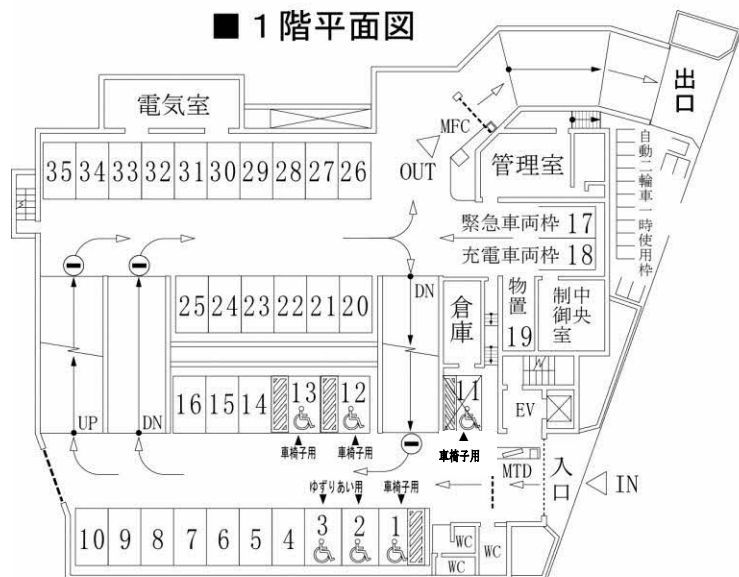 ■ 1階平面図
電気室
出口
MFC
OUT
管理室
自動二輪車一時使用枠
35 34 33 32 31 30 29 28 27 26
緊急車両枠 17
充電車両枠 18
25 24 23 22 21 20
DN
倉庫
物置
19
中央
制御室
16 15 14 13 12
11
UP
DN
EV
車椅子用
車椅子用
車椅子用
MTD
入口
IN
ゆずりあい用
車椅子用
10 9 8 7 6 5 4 3 2 1
WC
WC
WC